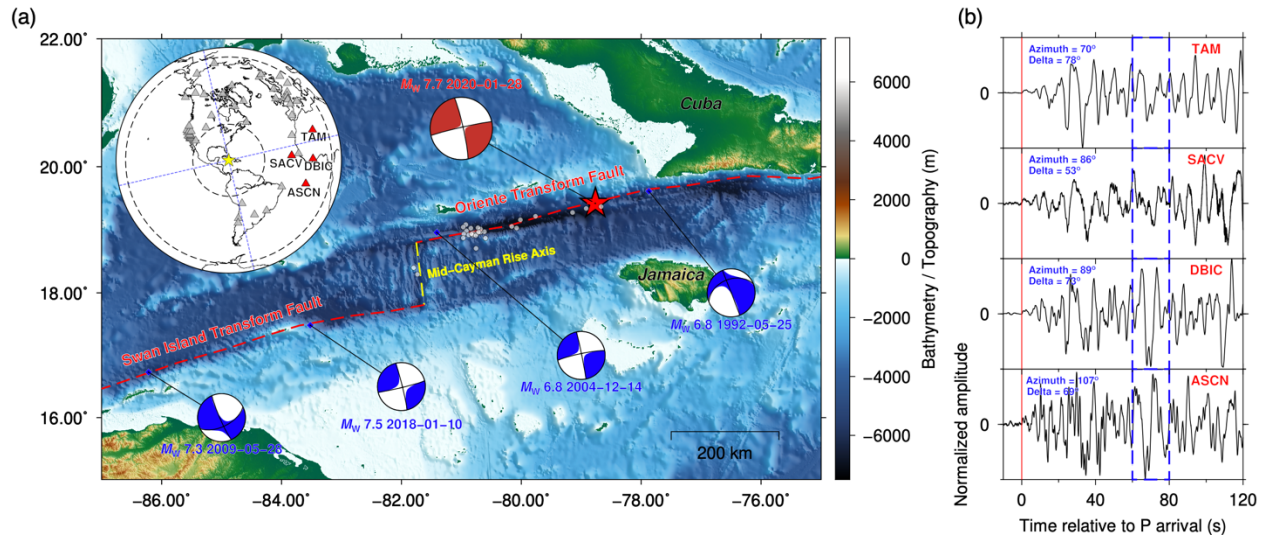 (a)
22.00°
20.00°
18.00°
16.00°
−86.00°
−84.00°
−82.00°
−80.00°
−78.00°
−76.00°
TAM
SACV
DBIC
ASCN
Mw 7.7 2020−01−28
Cuba
Oriente Transform Fault
Mid−Cayman Rise Axis
Jamaica
Swan Island Transform Fault
Mw 6.8 1992−05−25
Mw 6.8 2004−12−14
Mw 7.5 2018−01−10
Mw 7.3 2009−05−28
200 km
6000
4000
2000
0
−2000
−4000
−6000
Bathymetry / Topography (m)
(b)
Azimuth = 70°
Delta = 78°
TAM
0
Azimuth = 86°
Delta = 53°
SACV
0
Azimuth = 89°
Delta = 73°
DBIC
0
Azimuth = 107°
Delta = 69°
ASCN
0
Normalized amplitude
0
40
60
80
120
Time relative to P arrival (s)